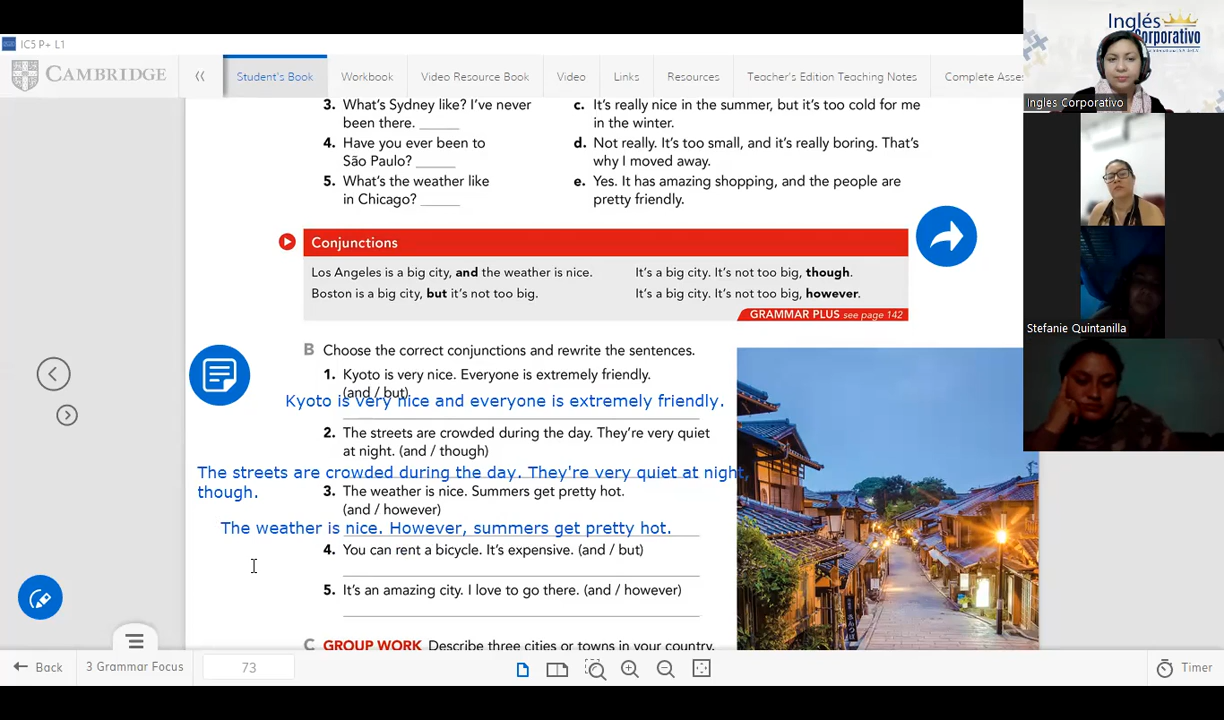 Inglés
Corporativo
IC5 P+ L1
CAMBRIDGE
Student's Book
Workbook
Video Resource Book
Video
Links
Resources
Teacher's Edition Teaching Notes
Complete Asses
Ingles Corporativo
3. What's Sydney like? I've never
been there.
c. It's really nice in the summer, but it's too cold for me
in the winter.
4. Have you ever been to
São Paulo?
d. Not really. It's too small, and it's really boring. That's
why I moved away.
5. What's the weather like
in Chicago?
e. Yes. It has amazing shopping, and the people are
pretty friendly.
Conjunctions
Los Angeles is a big city, and the weather is nice.
It's a big city. It's not too big, though.
Boston is a big city, but it's not too big.
It's a big city. It's not too big, however.
GRAMMAR PLUS see page 142
Stefanie Quintanilla
B Choose the correct conjunctions and rewrite the sentences.
1. Kyoto is very nice. Everyone is extremely friendly.
(and / but)
Kyoto is very nice and everyone is extremely friendly.
2. The streets are crowded during the day. They're very quiet
at night. (and / though)
The streets are crowded during the day. They're very quiet at night,
though.
3. The weather is nice. Summers get pretty hot.
(and / however)
The weather is nice. However, summers get pretty hot.
4. You can rent a bicycle. It's expensive. (and / but)
5. It's an amazing city. I love to go there. (and / however)
C GROUP WORK Describe three cities or towns in your country.
Back
3 Grammar Focus
73
Timer